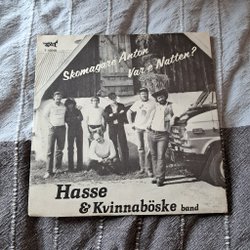 Skomagare Anton
Var e Natten?
Hasse
& Kvinnaböske band